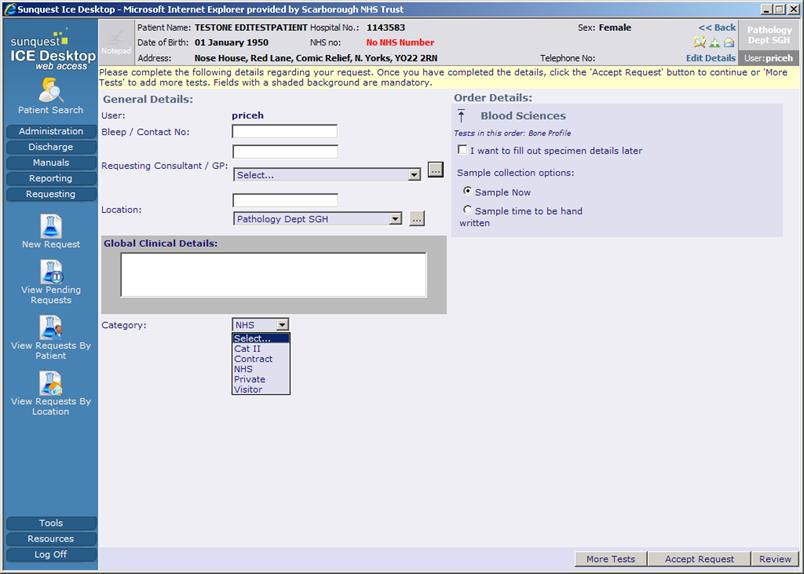 Sunquest Ice Desktop - Microsoft Internet Explorer provided by Scarborough NHS Trust
sunquest
ICE Desktop
web access
Notepad
Patient Name: TESTONE EDITESTPATIENT Hospital No.: 1143583 Sex: Female << Back
Date of Birth: 01 January 1950 NHS no: No NHS Number
Address: Nose House, Red Lane, Comic Relief, N. Yorks, YO22 2RN Telephone No: Edit Details
Pathology
Dept SGH
User:priceh
Please complete the following details regarding your request. Once you have completed the details, click the 'Accept Request' button to continue or 'More
Tests' to add more tests. Fields with a shaded background are mandatory.
Patient Search
Administration
Discharge
Manuals
Reporting
Requesting
New Request
View Pending
Requests
View Requests By
Patient
View Requests By
Location
Tools
Resources
Log Off
General Details:
User: priceh
Bleep / Contact No:
Requesting Consultant / GP:
Select...
...
Location:
Pathology Dept SGH
...
Global Clinical Details:
Category:
NHS
Select...
Cat II
Contract
NHS
Private
Visitor
Order Details:
Blood Sciences
Tests in this order: Bone Profile
I want to fill out specimen details later
Sample collection options:
Sample Now
Sample time to be hand
written
More Tests
Accept Request
Review